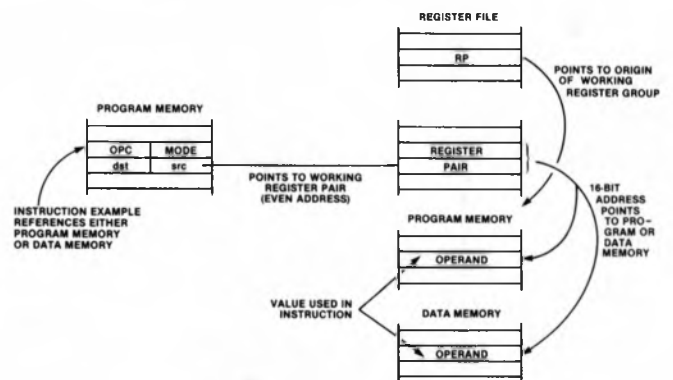 REGISTER FILE
RP
POINTS TO ORIGIN
OF WORKING
REGISTER GROUP
PROGRAM MEMORY
OPC MODE
dst src
POINTS TO WORKING
REGISTER PAIR
(EVEN ADDRESS)
REGISTER
PAIR
INSTRUCTION EXAMPLE
REFERENCES EITHER
PROGRAM MEMORY
OR DATA MEMORY
16-BIT
ADDRESS
POINTS
TO PRO-
GRAM OR
DATA
MEMORY
PROGRAM MEMORY
OPERAND
VALUE USED IN
INSTRUCTION
DATA MEMORY
OPERAND